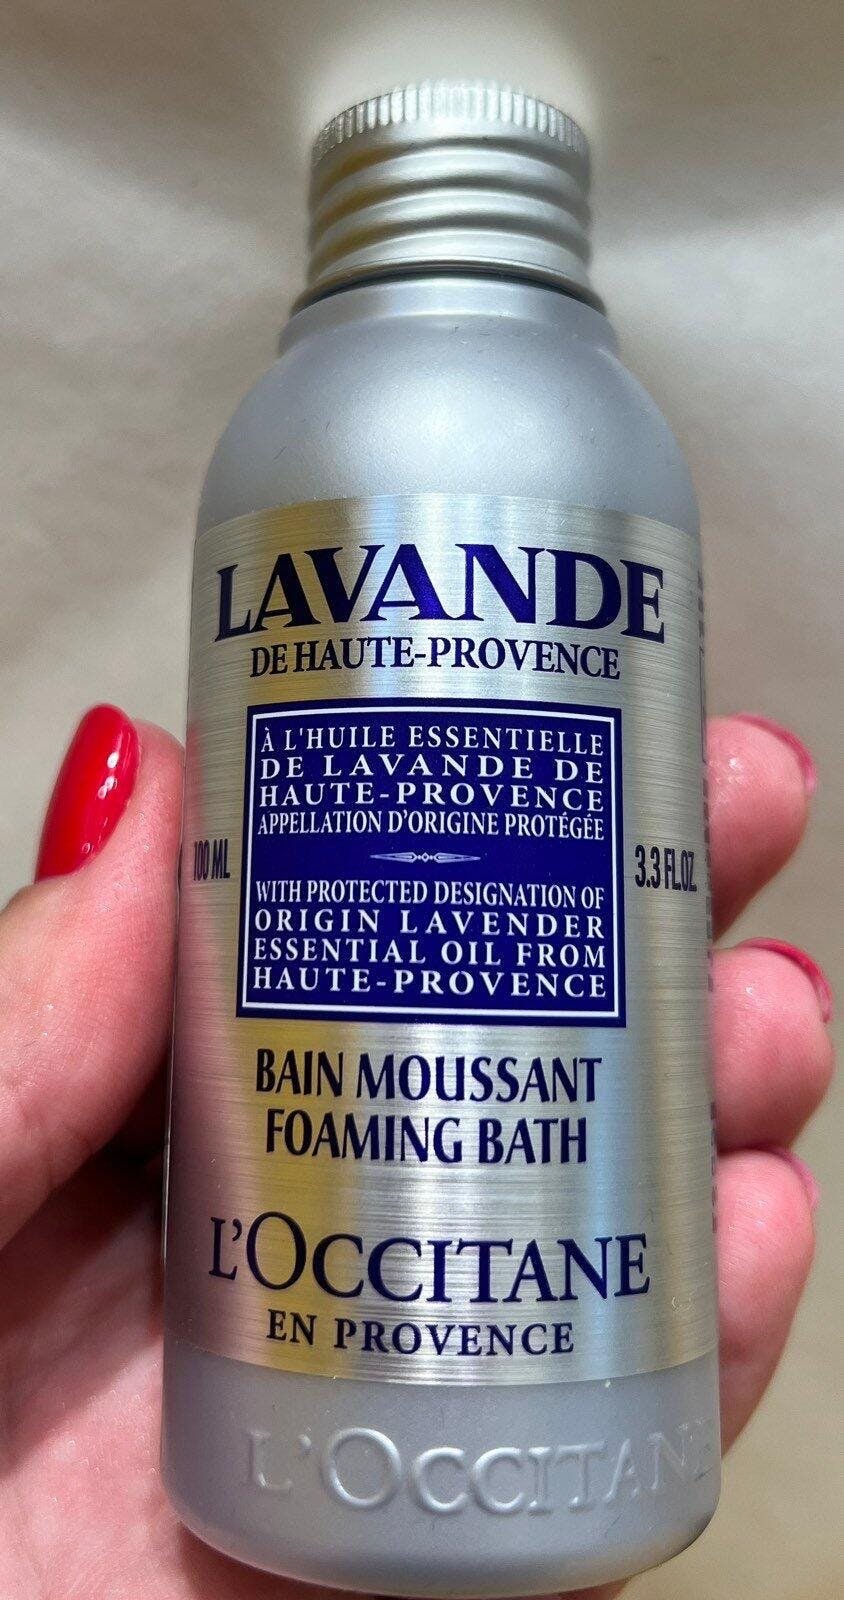 LAVANDE
DE HAUTE-PROVENCE
À L'HUILE ESSENTIELLE
DE LAVANDE DE
HAUTE-PROVENCE
APPELLATION D'ORIGINE PROTÉGÉE
100 ML
3.3 FL.OZ
WITH PROTECTED DESIGNATION OF
ORIGIN LAVENDER
ESSENTIAL OIL FROM
HAUTE-PROVENCE
BAIN MOUSSANT
FOAMING BATH
L'OCCITANE
EN PROVENCE
L'OCCITANE